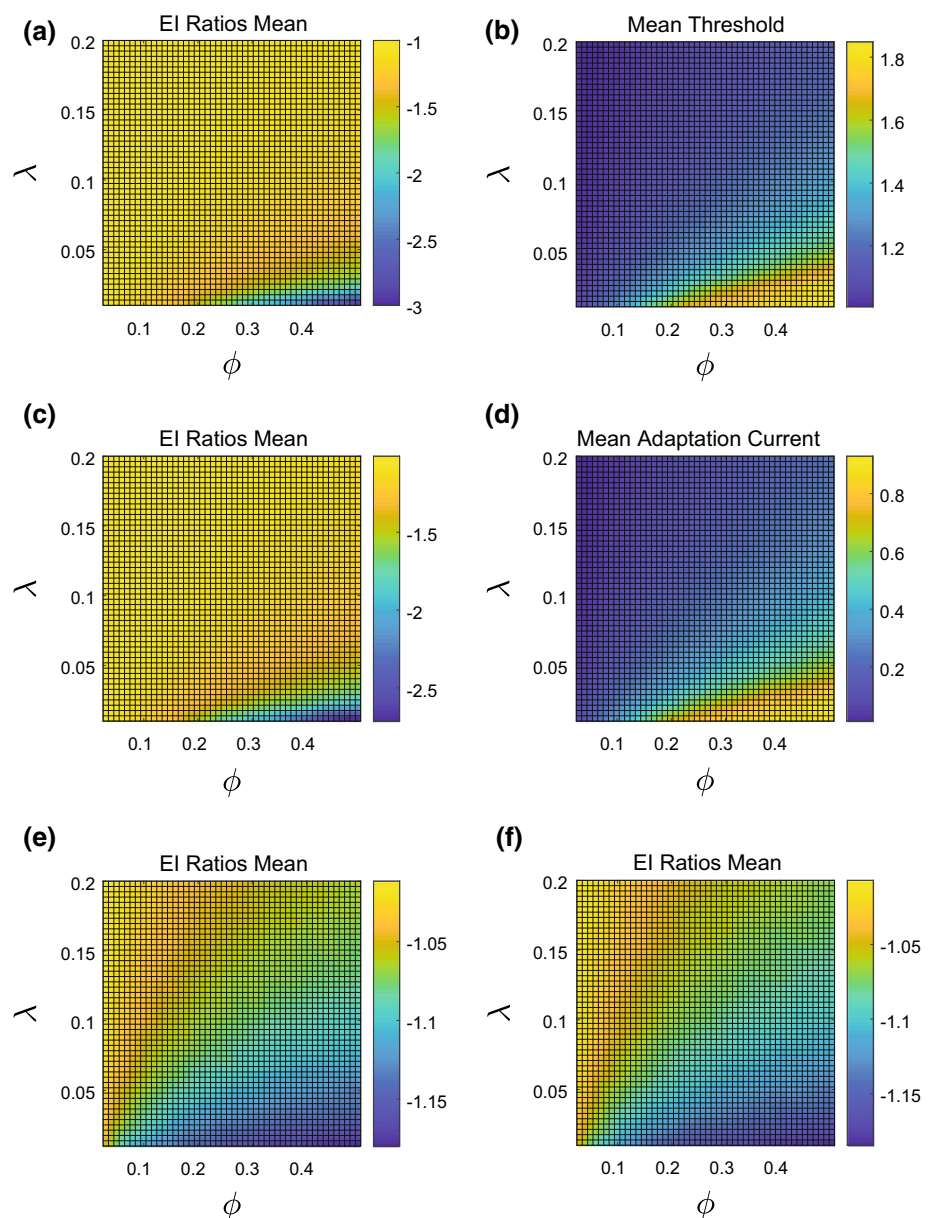 (a)
EI Ratios Mean
0.2
0.15
0.1
0.05
λ
0.1 0.2 0.3 0.4
ϕ
-1
-1.5
-2
-2.5
-3
(b)
Mean Threshold
0.2
0.15
0.1
0.05
λ
0.1 0.2 0.3 0.4
ϕ
1.8
1.6
1.4
1.2
(c)
EI Ratios Mean
0.2
0.15
0.1
0.05
λ
0.1 0.2 0.3 0.4
ϕ
-1.5
-2
-2.5
(d)
Mean Adaptation Current
0.2
0.15
0.1
0.05
λ
0.1 0.2 0.3 0.4
ϕ
0.8
0.6
0.4
0.2
(e)
EI Ratios Mean
0.2
0.15
0.1
0.05
λ
0.1 0.2 0.3 0.4
ϕ
-1.05
-1.1
-1.15
(f)
EI Ratios Mean
0.2
0.15
0.1
0.05
λ
0.1 0.2 0.3 0.4
ϕ
-1.05
-1.1
-1.15